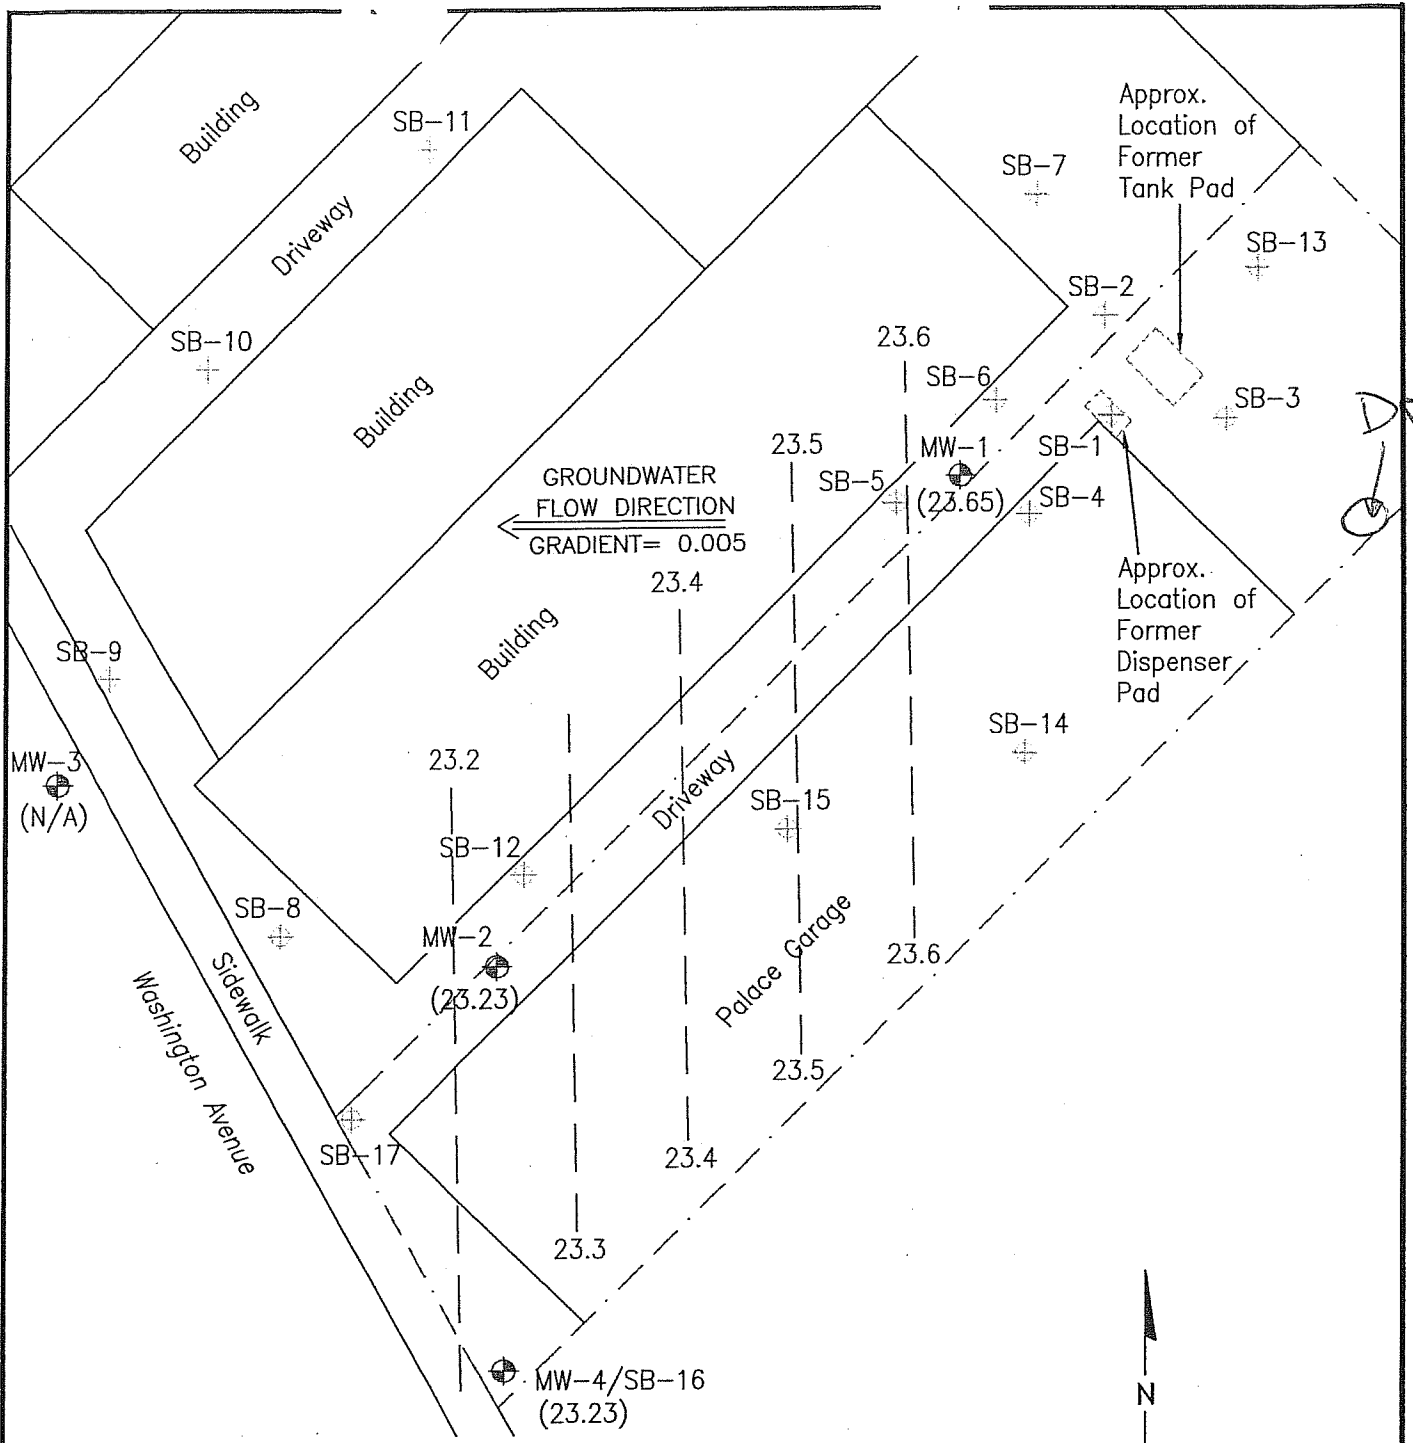 Building
SB-11
Driveway
SB-10
Building
Approx.
Location of
Former
Tank Pad
SB-7
SB-13
SB-2
23.6
SB-6
SB-3
23.5
MW-1
(23.65)
SB-1
SB-5
SB-4
GROUNDWATER
FLOW DIRECTION
GRADIENT= 0.005
23.4
Building
Approx.
Location of
Former
Dispenser
Pad
SB-9
MW-3
(N/A)
23.2
SB-14
Driveway
SB-15
SB-12
SB-8
MW-2
(23.23)
Palace Garage
23.6
Sidewalk
Washington Avenue
23.5
SB-17
23.4
23.3
MW-4/SB-16
(23.23)
N